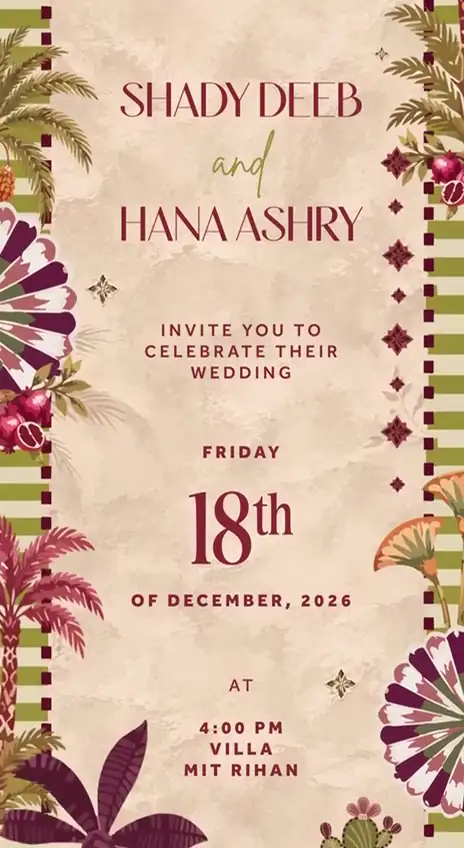 SHADY DEEB
and
HANA ASHRY
INVITE YOU TO
CELEBRATE THEIR
WEDDING
FRIDAY
18th
OF DECEMBER, 2026
AT
4:00 PM
VILLA
MIT RIHAN